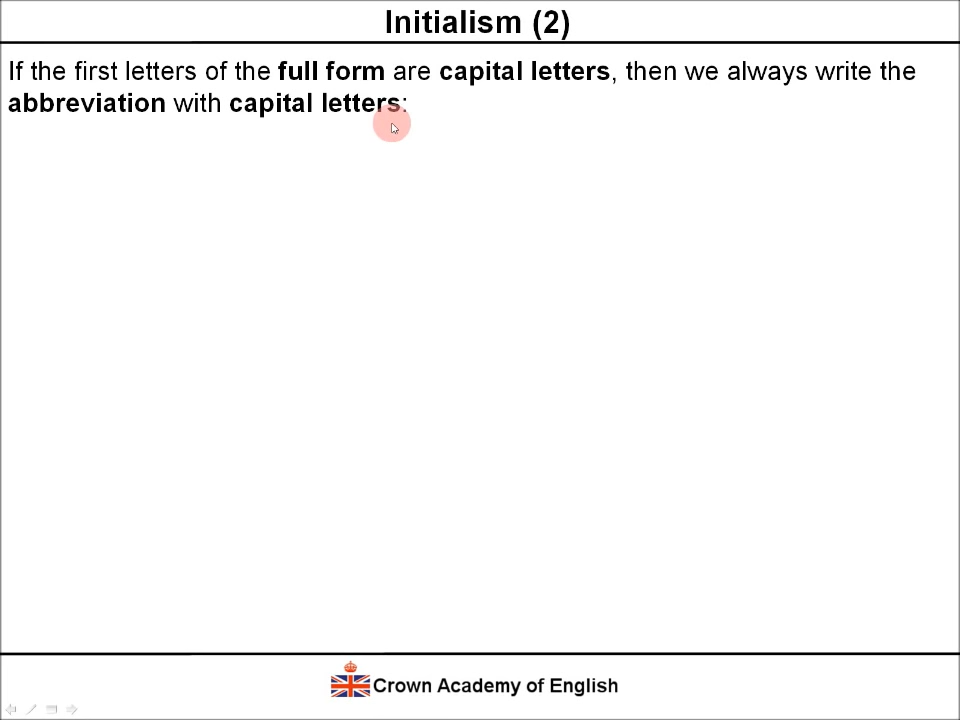 Initialism (2)
If the first letters of the full form are capital letters, then we always write the
abbreviation with capital letters:
Crown Academy of English